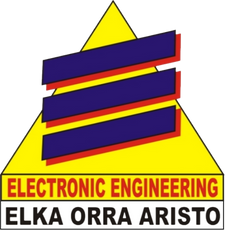 ELECTRONIC ENGINEERING
ELKA ORRA ARISTO